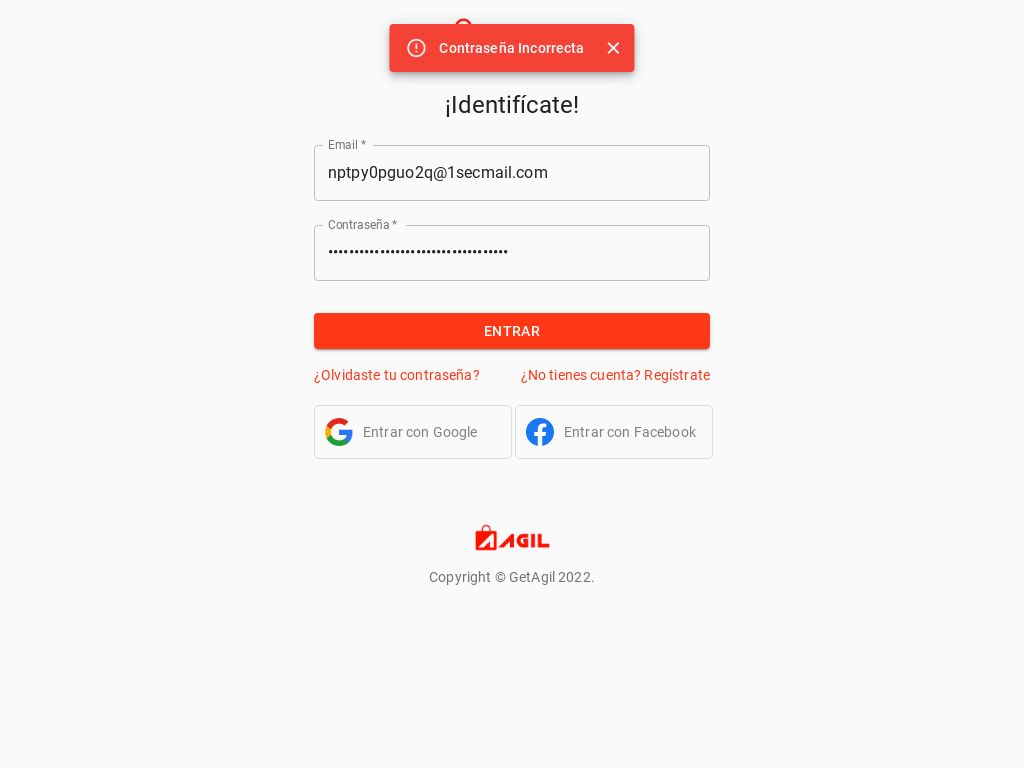 Contraseña Incorrecta
¡Identifícate!
Email *
nptpy0pguo2q@1secmail.com
Contraseña *
•••••••••••••••••••••••••••••••••••
ENTRAR
¿Olvidaste tu contraseña?
¿No tienes cuenta? Regístrate
Entrar con Google
Entrar con Facebook
AGIL
Copyright © GetAgil 2022.